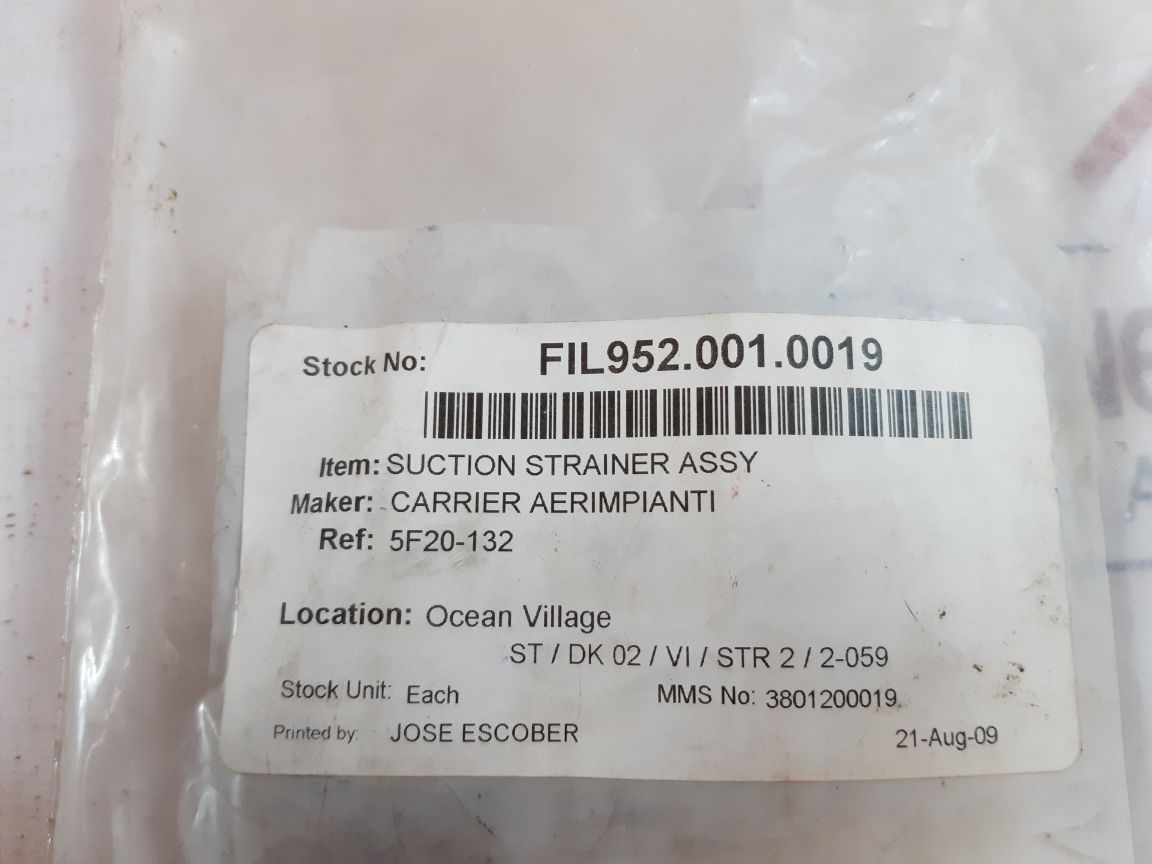 Stock No: FIL952.001.0019
Item: SUCTION STRAINER ASSY
Maker: CARRIER AERIMPIANTI
Ref: 5F20-132
Location: Ocean Village
ST / DK 02 / VI / STR 2 / 2-059
Stock Unit: Each MMS No: 3801200019
Printed by: JOSE ESCOBER 21-Aug-09